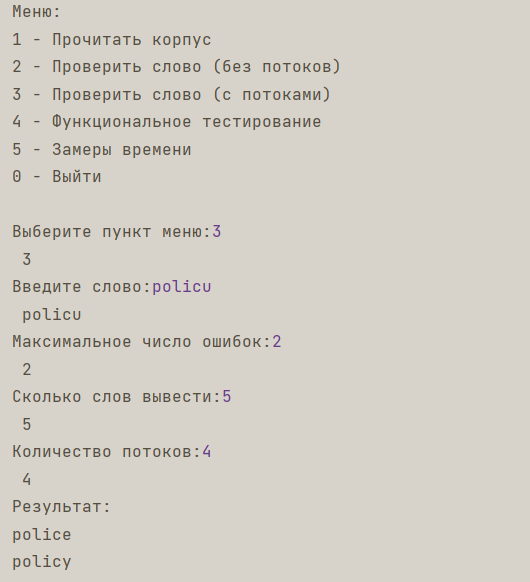 Меню:
1 - Прочитать корпус
2 - Проверить слово (без потоков)
3 - Проверить слово (с потоками)
4 - Функциональное тестирование
5 - Замеры времени
0 - Выйти
Выберите пункт меню:3
3
Введите слово:policu
policu
Максимальное число ошибок:2
2
Сколько слов вывести:5
5
Количество потоков:4
4
Результат:
police
policy